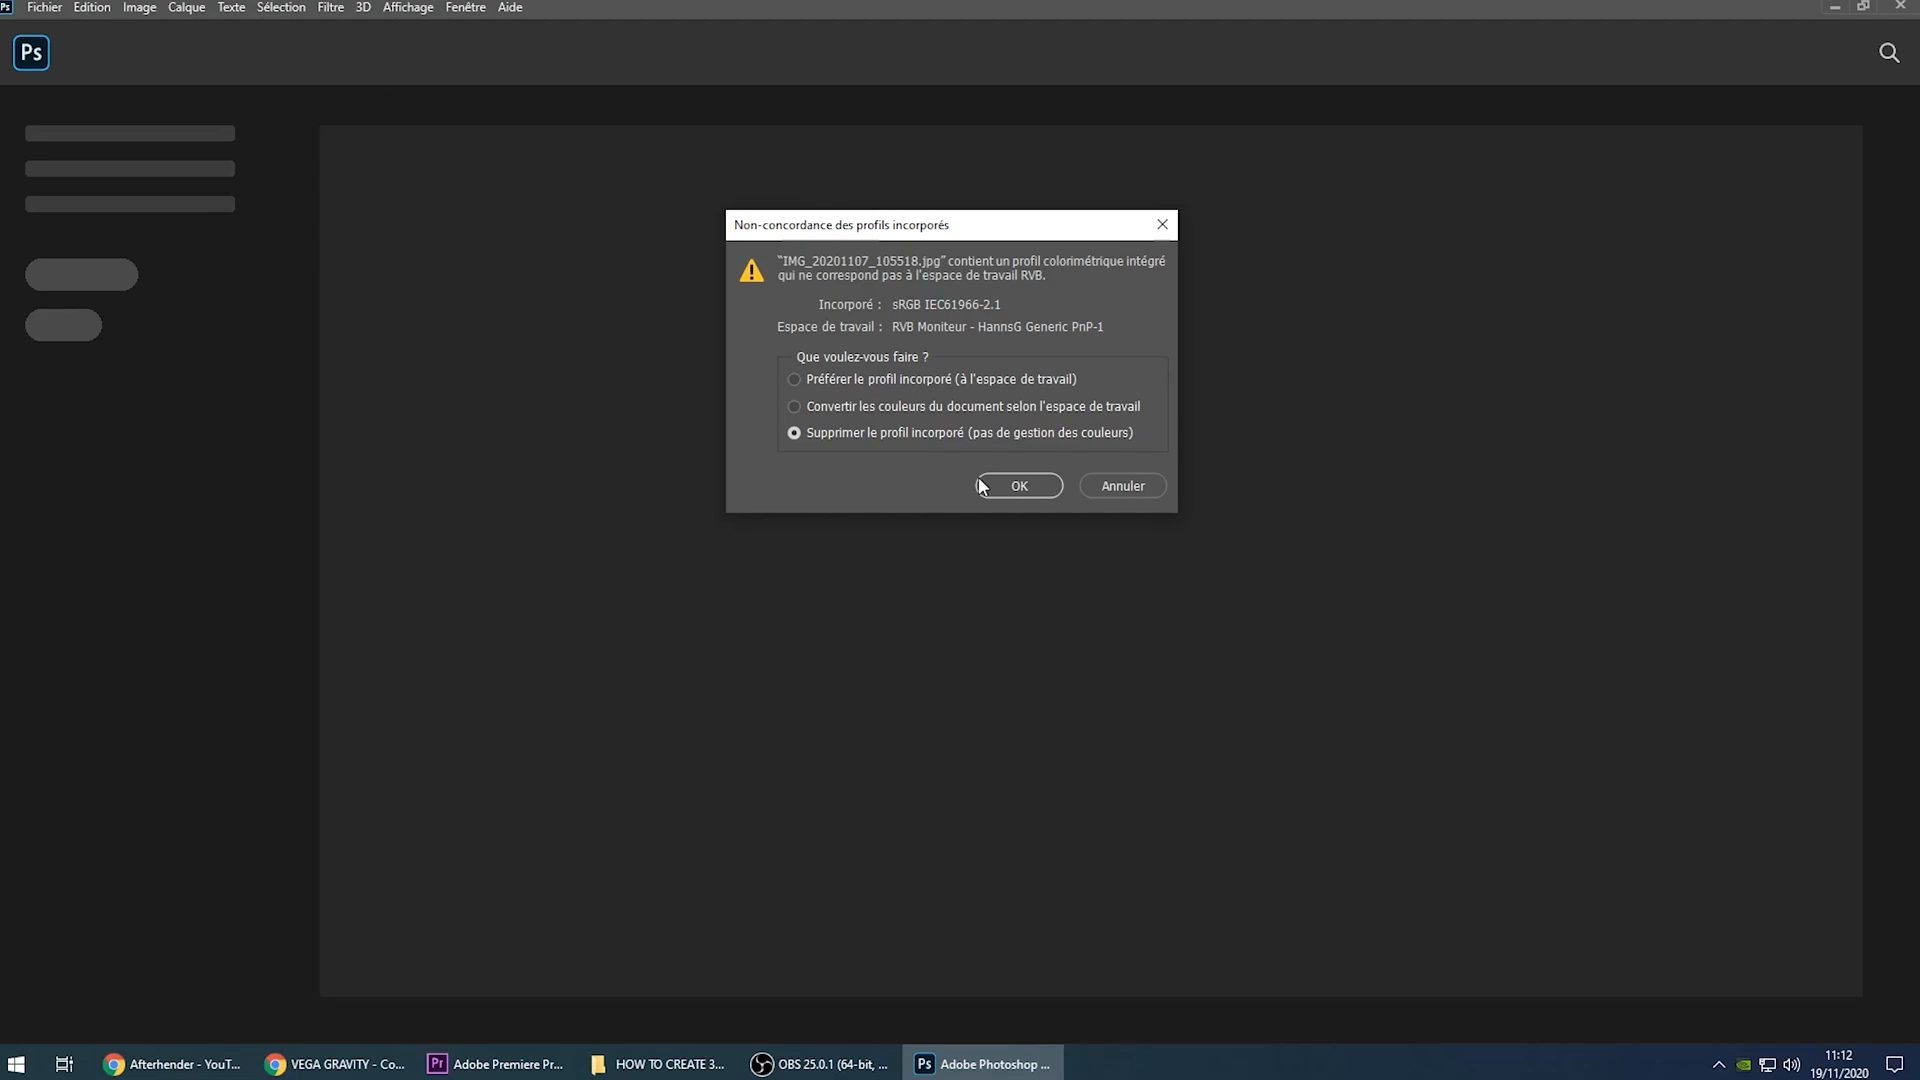 Ps Fichier Edition Image Calque Texte Sélection Filtre 3D Affichage Fenêtre Aide
Ps
Non-concordance des profils incorporés
"IMG_20201107_105518.jpg" contient un profil colorimétrique intégré
qui ne correspond pas à l'espace de travail RVB.
Incorporé : sRGB IEC61966-2.1
Espace de travail : RVB Moniteur - HannsG Generic PnP-1
Que voulez-vous faire ?
Préférer le profil incorporé (à l'espace de travail)
Convertir les couleurs du document selon l'espace de travail
Supprimer le profil incorporé (pas de gestion des couleurs)
OK Annuler
Afterhender - YouT... VEGA GRAVITY - Co... Pr Adobe Premiere Pr... HOW TO CREATE 3... OBS 25.0.1 (64-bit, ... Ps Adobe Photoshop ... 11:12
19/11/2020